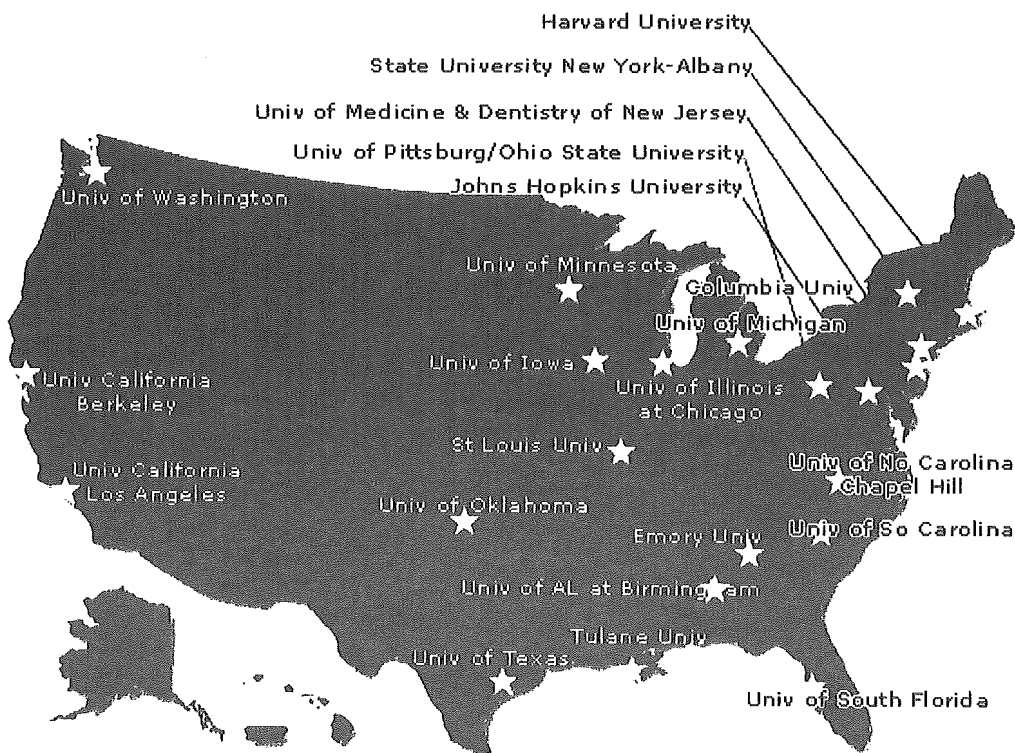 Harvard University
State University New York-Albany
Univ of Medicine & Dentistry of New Jersey
Univ of Pittsburg/Ohio State University
Johns Hopkins University
Univ of Washington
Univ of Minnesota
Columbia Univ
Univ of Michigan
Univ of Iowa
Univ California
Berkeley
Univ of Illinois
at Chicago
St Louis Univ
Univ of No Carolina
Chapel Hill
Univ California
Los Angeles
Univ of Oklahoma
Univ of So Carolina
Emory Univ
Univ of AL at Birmingham
Tulane Univ
Univ of Texas
Univ of South Florida